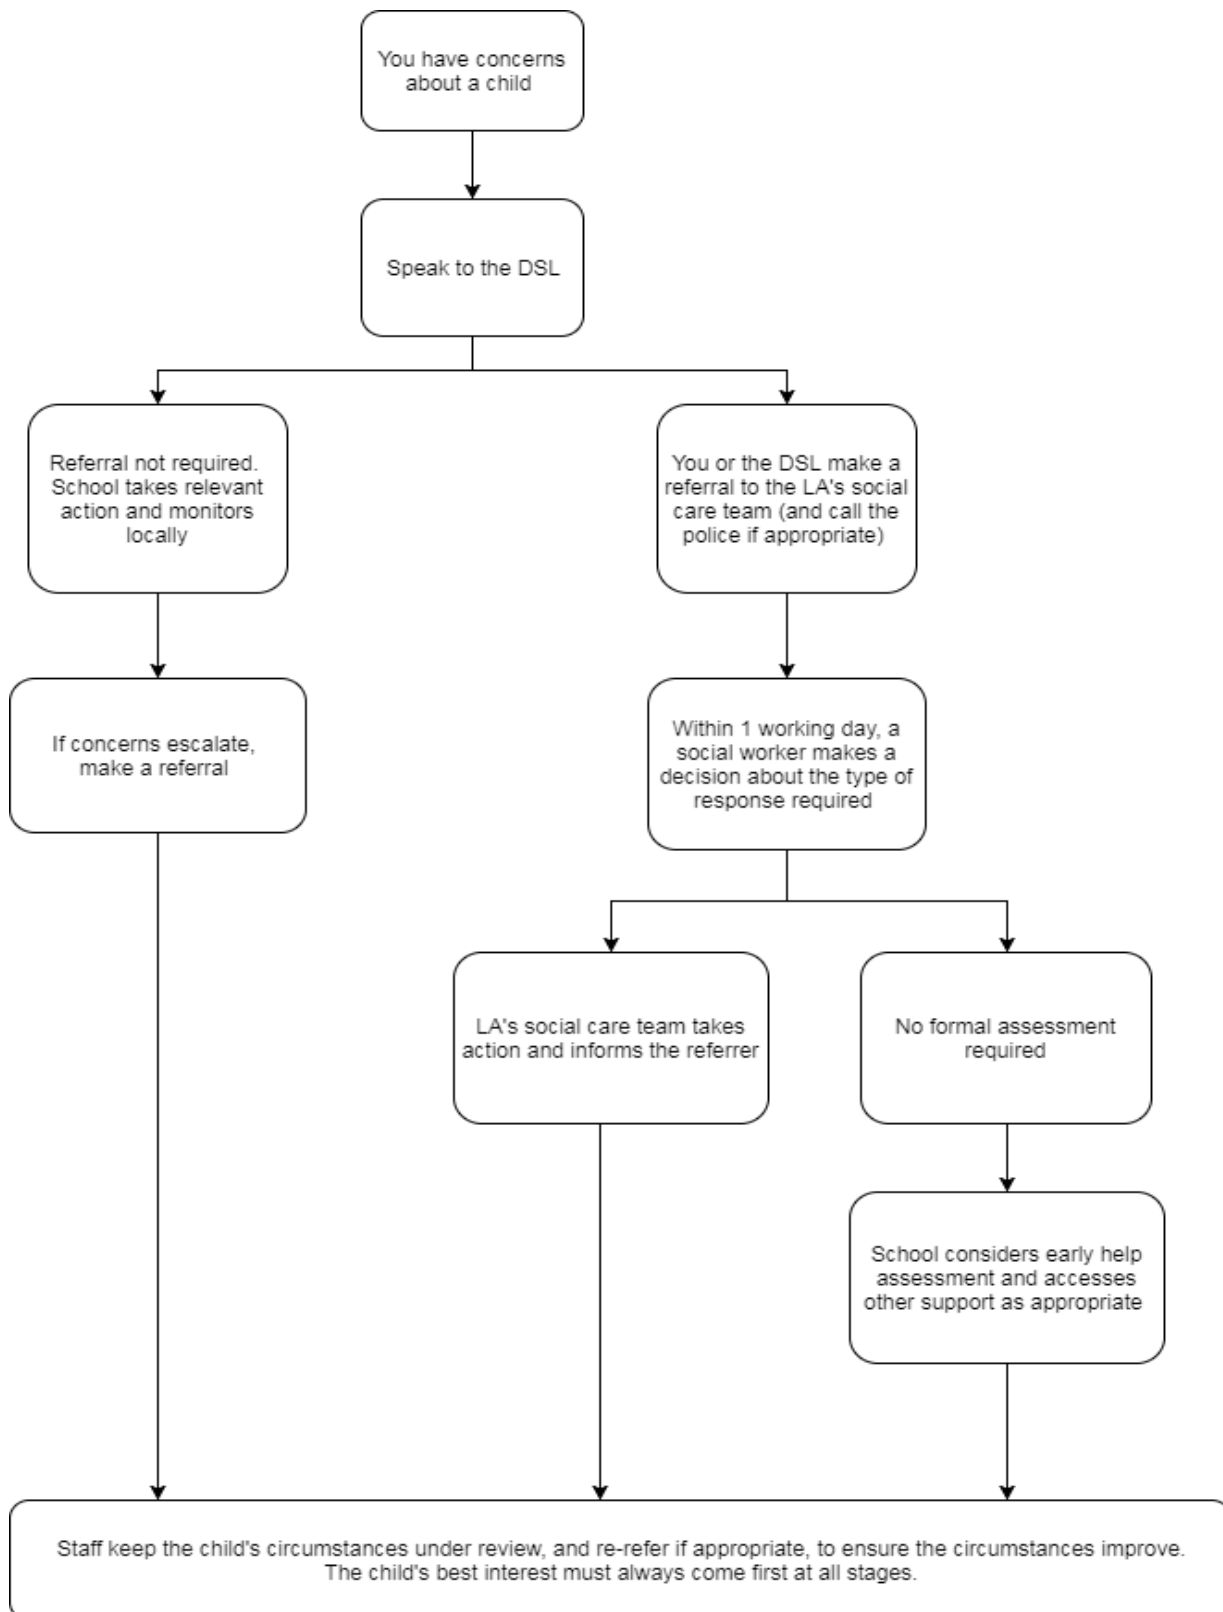 You have concerns
about a child
Speak to the DSL
Referral not required.
School takes relevant
action and monitors
locally
You or the DSL make a
referral to the LA's social
care team (and call the
police if appropriate)
If concerns escalate,
make a referral
Within 1 working day, a
social worker makes a
decision about the type of
response required
LA's social care team takes
action and informs the referrer
No formal assessment
required
School considers early help
assessment and accesses
other support as appropriate
Staff keep the child's circumstances under review, and re-refer if appropriate, to ensure the circumstances improve.
The child's best interest must always come first at all stages.